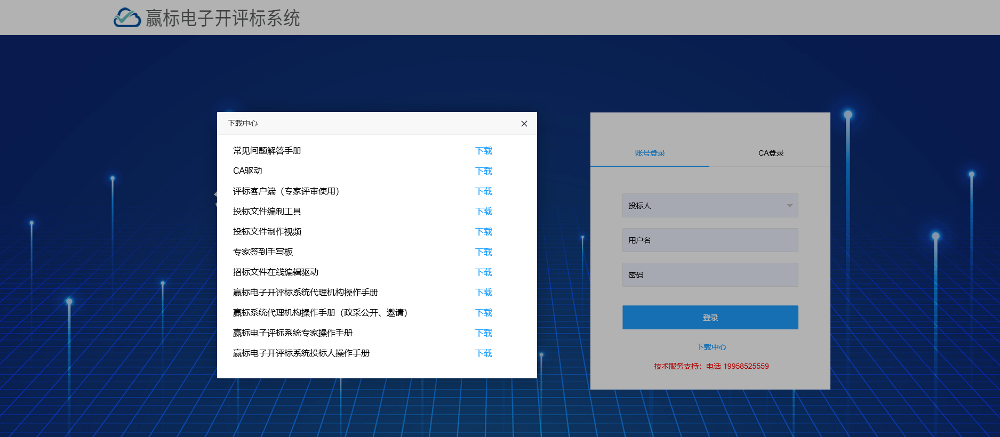 赢标电子开评标系统
下载中心
常见问题解答手册 下载
CA驱动 下载
评标客户端（专家评审使用） 下载
投标文件编制工具 下载
投标文件制作视频 下载
专家签到手写板 下载
招标文件在线编辑驱动 下载
赢标电子开评标系统代理机构操作手册 下载
赢标系统代理机构操作手册（政采公开、邀请） 下载
赢标电子评标系统专家操作手册 下载
赢标电子开评标系统投标人操作手册 下载
账号登录 CA登录
投标人
用户名
密码
登录
下载中心
技术服务支持：电话 19958525559